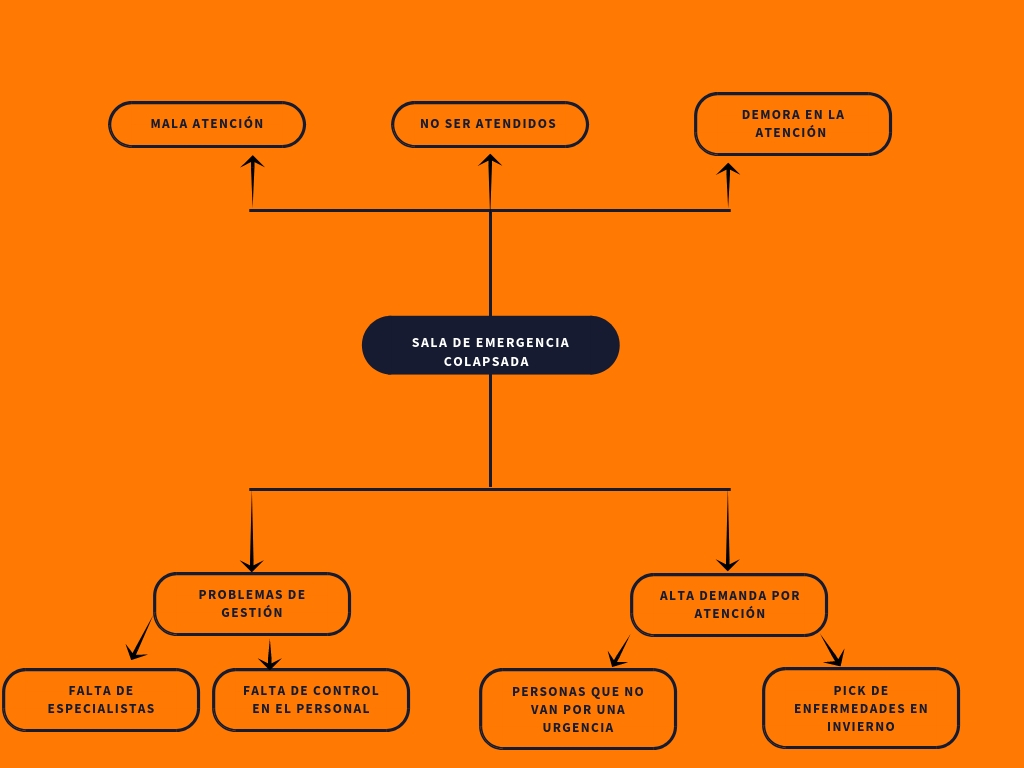 MALA ATENCIÓN
NO SER ATENDIDOS
DEMORA EN LA
ATENCIÓN
SALA DE EMERGENCIA
COLAPSADA
PROBLEMAS DE
GESTIÓN
ALTA DEMANDA POR
ATENCIÓN
FALTA DE
ESPECIALISTAS
FALTA DE CONTROL
EN EL PERSONAL
PERSONAS QUE NO
VAN POR UNA
URGENCIA
PICK DE
ENFERMEDADES EN
INVIERNO